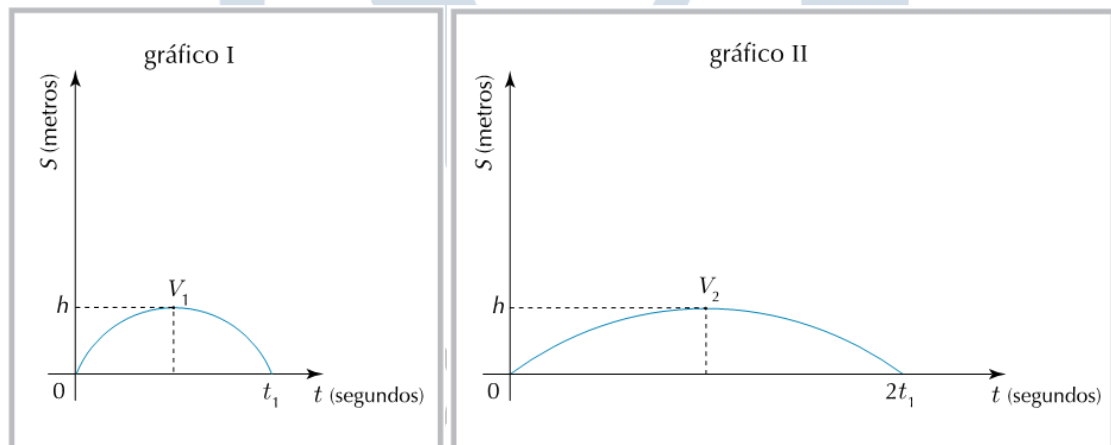 gráfico I
S (metros)
h
V₁
0
t₁
t (segundos)
gráfico II
S (metros)
h
V₂
0
2t₁
t (segundos)